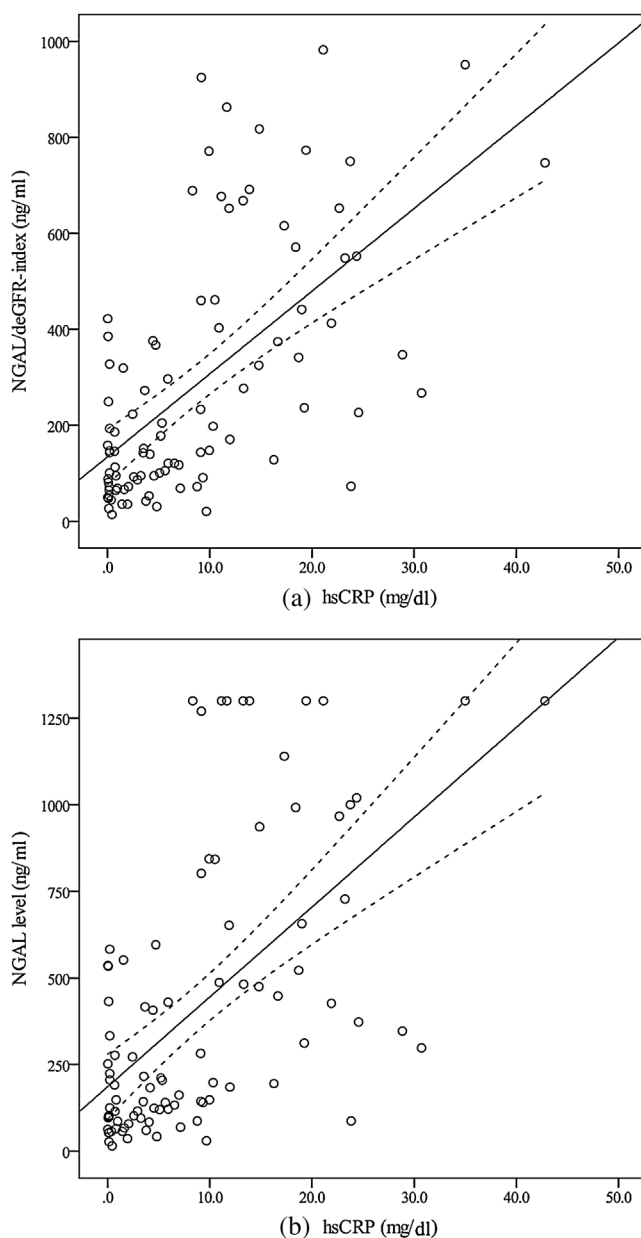 1000
800
600
400
200
0
NGAL/deGFR-index (ng/ml)
.0 10.0 20.0 30.0 40.0 50.0
(a) hsCRP (mg/dl)
1250
1000
750
500
250
0
NGAL level (ng/ml)
.0 10.0 20.0 30.0 40.0 50.0
hsCRP (mg/dl)
(b)